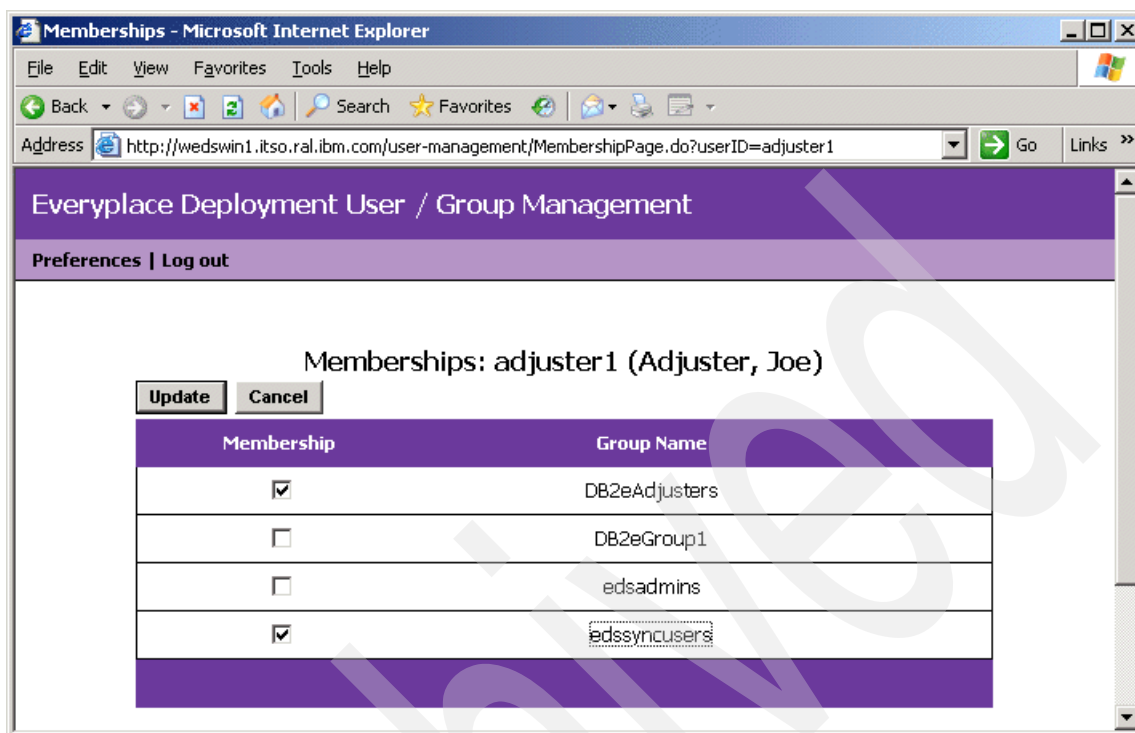 Memberships - Microsoft Internet Explorer
File Edit View Favorites Tools Help
Back Search Favorites
Address http://wedswin1.itso.ral.ibm.com/user-management/MembershipPage.do?userID=adjuster1 Go Links »
Everyplace Deployment User / Group Management
Preferences | Log out
Memberships: adjuster1 (Adjuster, Joe)
Update Cancel
Membership Group Name
DB2eAdjusters
DB2eGroup1
edsadmins
edssyncusers